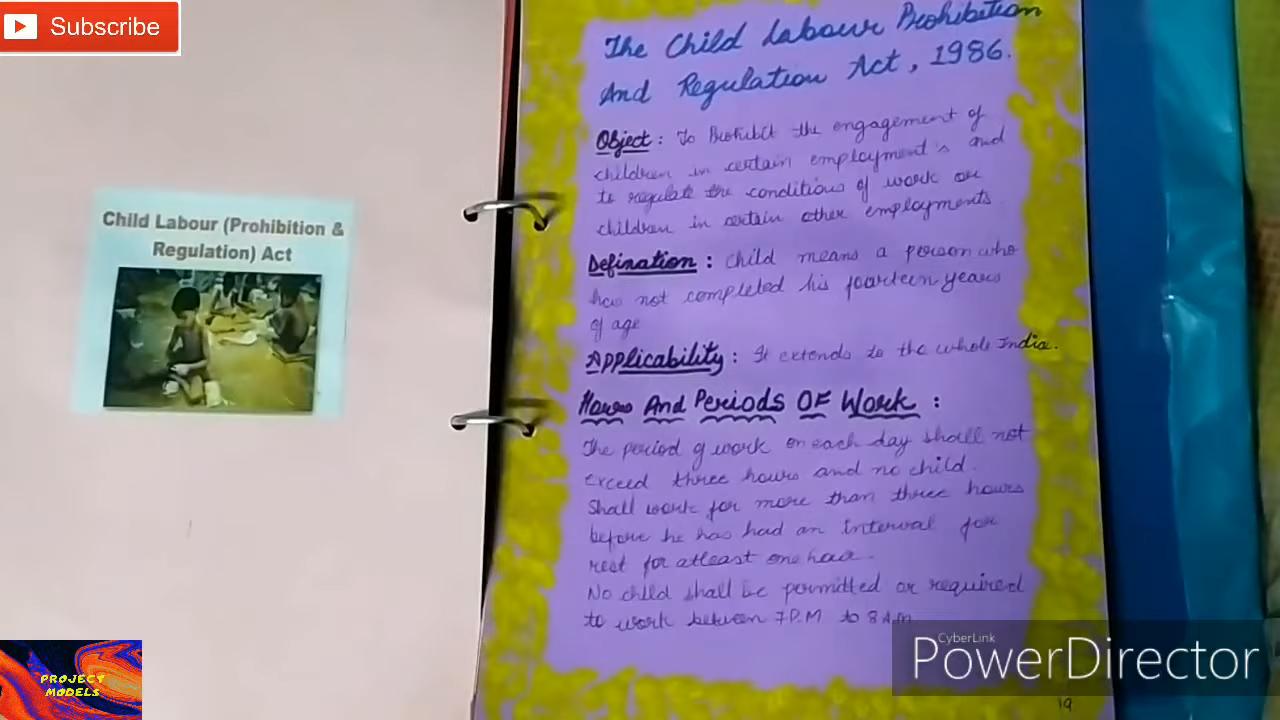 Subscribe
Child Labour (Prohibition &
Regulation) Act
PROJECT
MODELS
The Child Labour Prohibition
And Regulation Act, 1986.
Object : To Prohibit the engagement of
children in certain employment's and
to regulate the conditions of work or
children in certain other employments
Defination : child means a person who
has not completed his fourteen years
of age
Applicability : It extends to the whole India.
Hours And Periods Of Work :
The period of work on each day shall not
exceed three hours and no child.
Shall work for more than three hours
before he has had an interval for
rest for atleast one hour.
No child shall be permitted or required
to work between 7 P.M to 8 A.M
CyberLink
PowerDirector
19